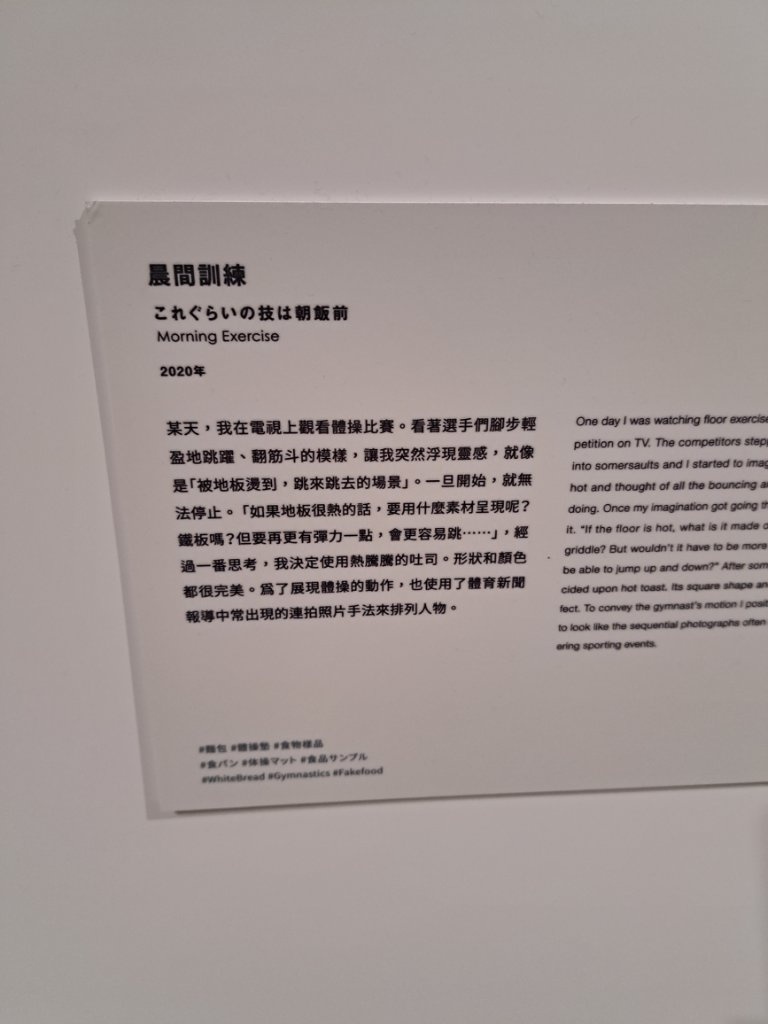 晨間訓練
これぐらいの技は朝飯前
Morning Exercise
2020年
某天，我在電視上觀看體操比賽。看著選手們腳步輕
盈地跳躍、翻筋斗的模樣，讓我突然浮現靈感，就像
是「被地板燙到，跳來跳去的場景」。一旦開始，就無
法停止。「如果地板很熱的話，要用什麼素材呈現呢？
鐵板嗎？但要再更有彈力一點，會更容易跳……」，經
過一番思考，我決定使用熱騰騰的吐司。形狀和顏色
都很完美。爲了展現體操的動作，也使用了體育新聞
報導中常出現的連拍照片手法來排列人物。
One day I was watching floor exercise
petition on TV. The competitors stepp
into somersaults and I started to imag
hot and thought of all the bouncing a
doing. Once my imagination got going th
it. "If the floor is hot, what is it made o
griddle? But wouldn't it have to be more
be able to jump up and down?" After som
cided upon hot toast. Its square shape an
fect. To convey the gymnast's motion I posit
to look like the sequential photographs often
ering sporting events.
#麵包 #體操墊 #食物樣品
#食パン #体操マット #食品サンプル
#WhiteBread #Gymnastics #Fakefood